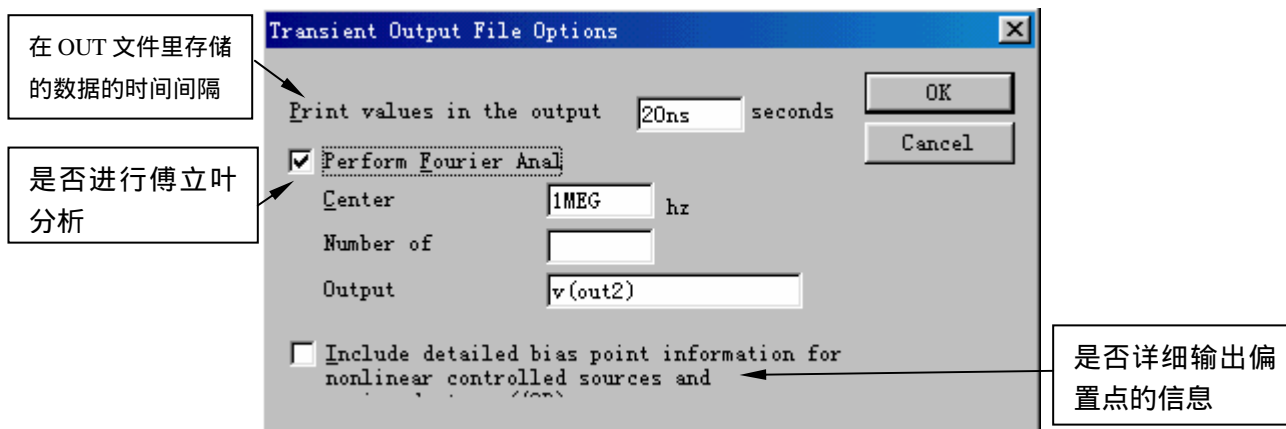 在 OUT 文件里存储
的数据的时间间隔
Transient Output File Options
Print values in the output 20ns seconds
OK
Cancel
是否进行傅立叶
分析
Perform Fourier Anal
Center 1MEG hz
Number of
Output v(out2)
Include detailed bias point information for
nonlinear controlled sources and
是否详细输出偏
置点的信息